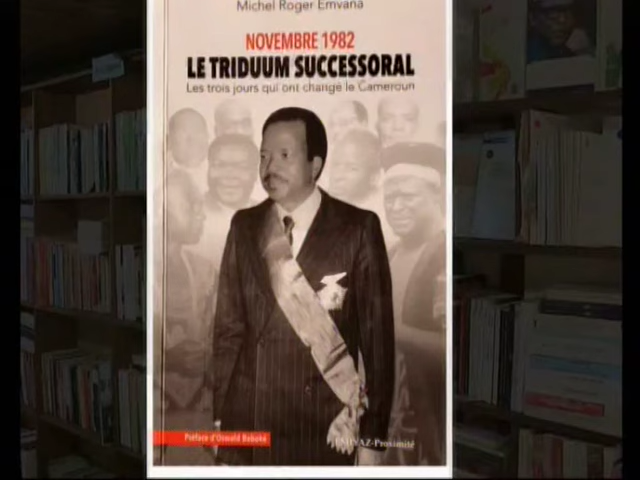 Michel Roger Emvana
NOVEMBRE 1982
LE TRIDUUM SUCCESSORAL
Les trois jours qui ont changé le Cameroun
Préface d'Oswald Baboke
-Proximité